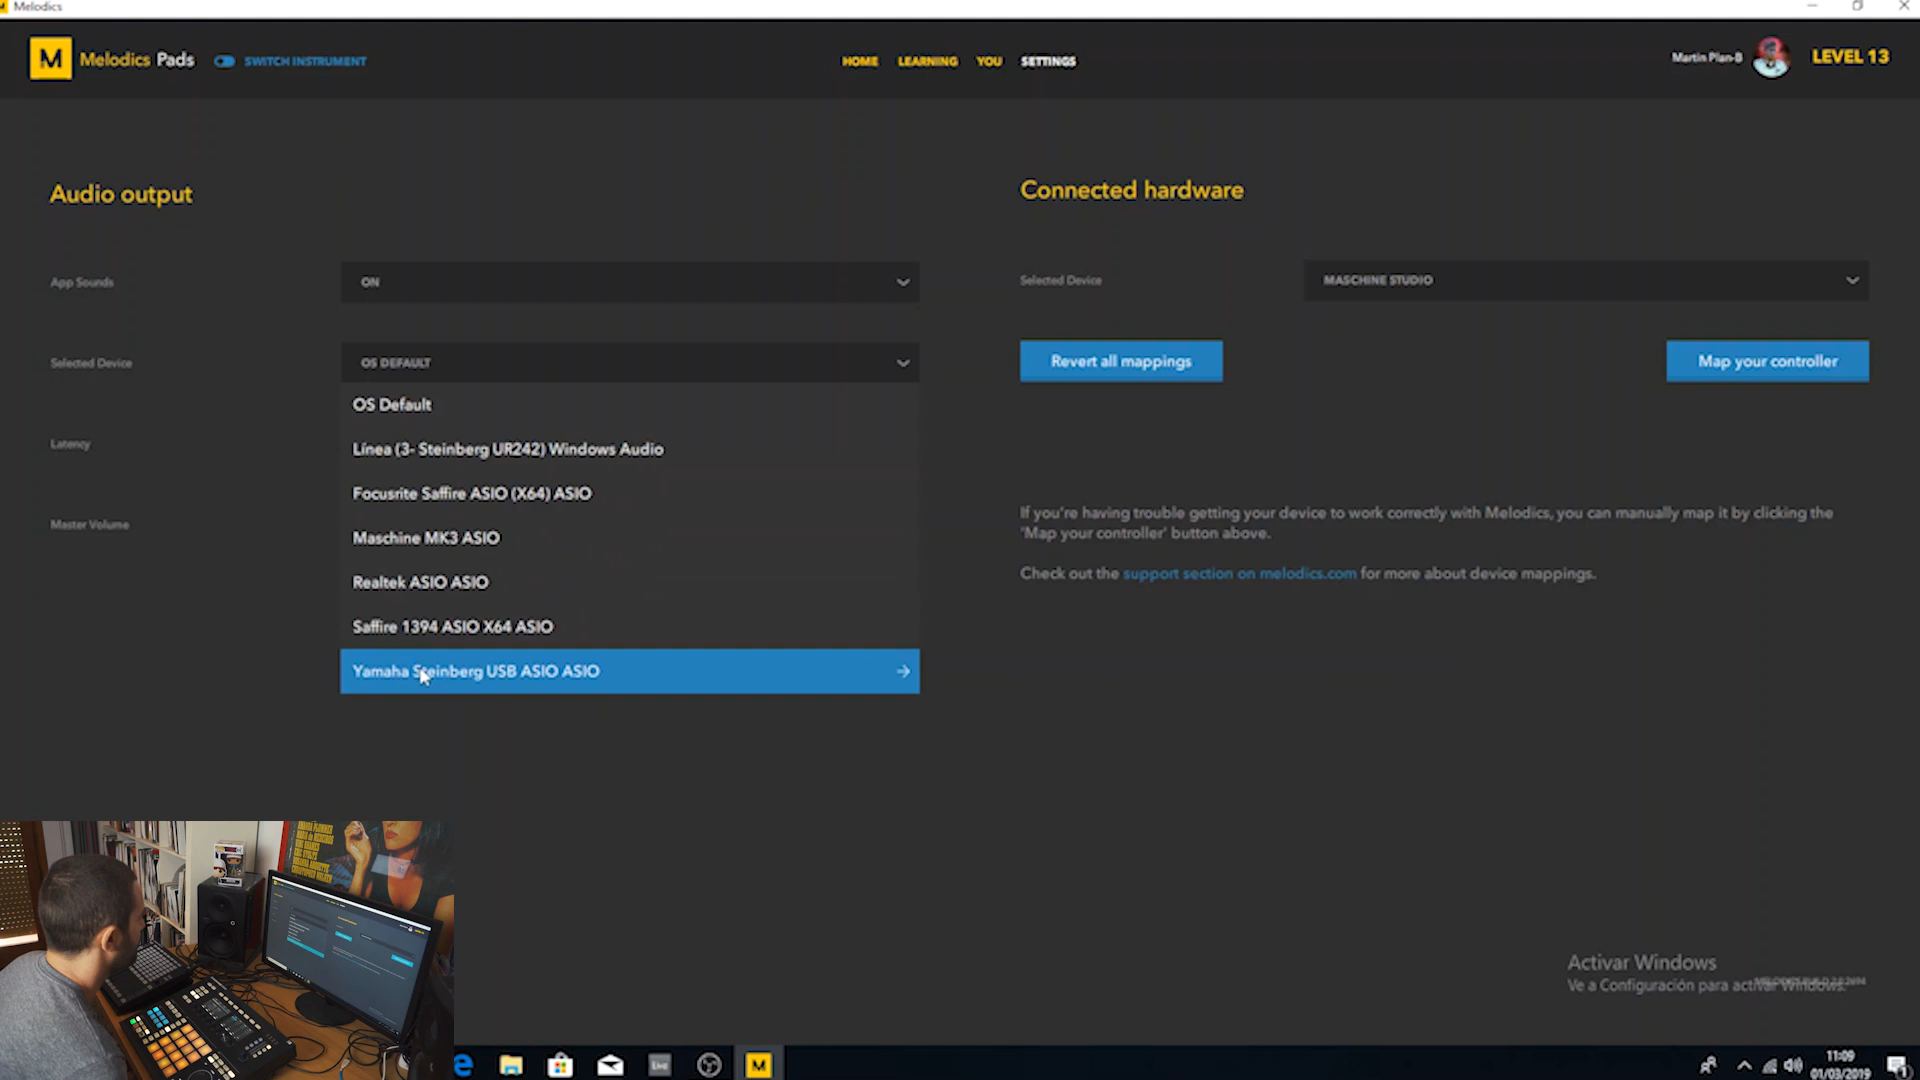 Melodics
M
Melodics Pads
SWITCH INSTRUMENT
HOME
LEARNING
YOU
SETTINGS
Martin Plan-B
LEVEL 13
Audio output
App Sounds
ON
Selected Device
OS DEFAULT
OS Default
Línea (3- Steinberg UR242) Windows Audio
Focusrite Saffire ASIO (X64) ASIO
Maschine MK3 ASIO
Realtek ASIO ASIO
Saffire 1394 ASIO X64 ASIO
Yamaha Steinberg USB ASIO ASIO
Latency
Master Volume
Connected hardware
Selected Device
MASCHINE STUDIO
Revert all mappings
Map your controller
If you're having trouble getting your device to work correctly with Melodics, you can manually map it by clicking the
'Map your controller' button above.
Check out the support section on melodics.com for more about device mappings.
Activar Windows
Ve a Configuración para activar Windows.
Live
M
11:09
01/03/2019
1